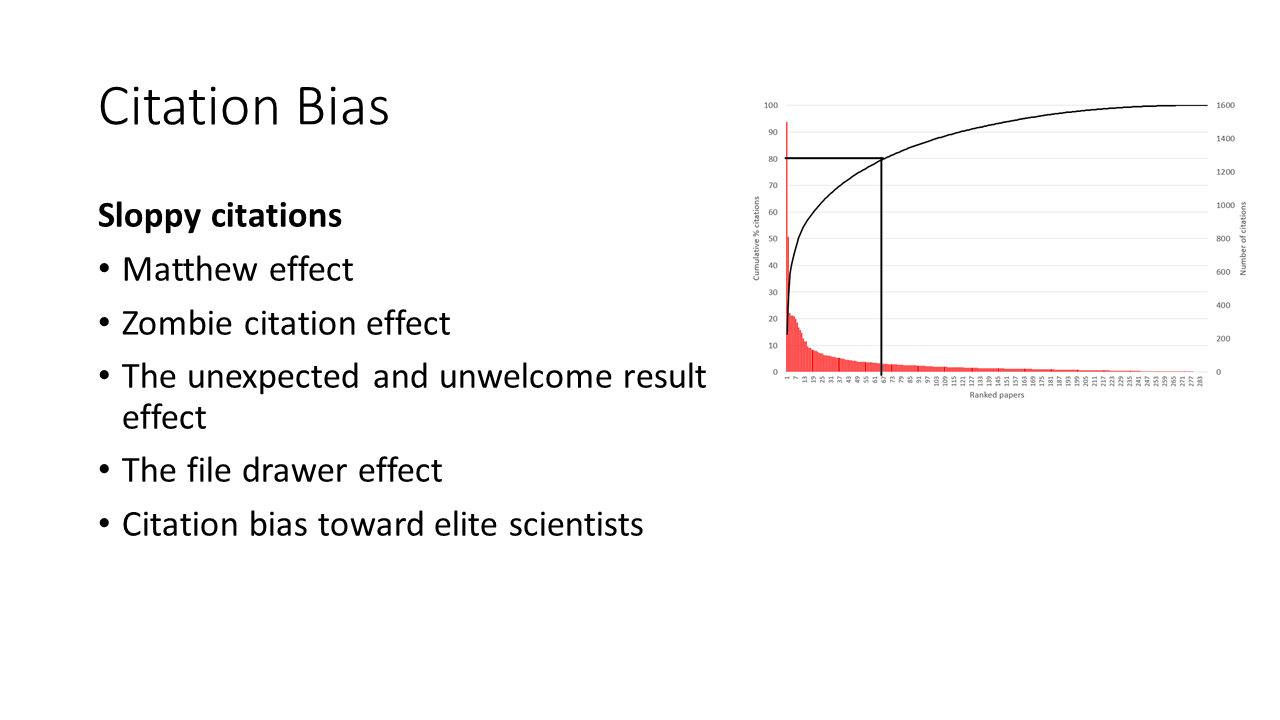 Citation Bias
Sloppy citations
• Matthew effect
• Zombie citation effect
• The unexpected and unwelcome result
effect
• The file drawer effect
• Citation bias toward elite scientists
100
90
80
70
60
50
40
30
20
10
0
Cumulative % citations
1600
1400
1200
1000
800
600
400
200
0
Number of citations
1 7 13 19 25 31 37 43 49 55 61 67 73 79 85 91 97 103 109 115 121 127 133 139 145 151 157 163 169 175 181 187 193 199 205 211 217 223 229 235 241 247 253 259 265 271 277 283
Ranked papers